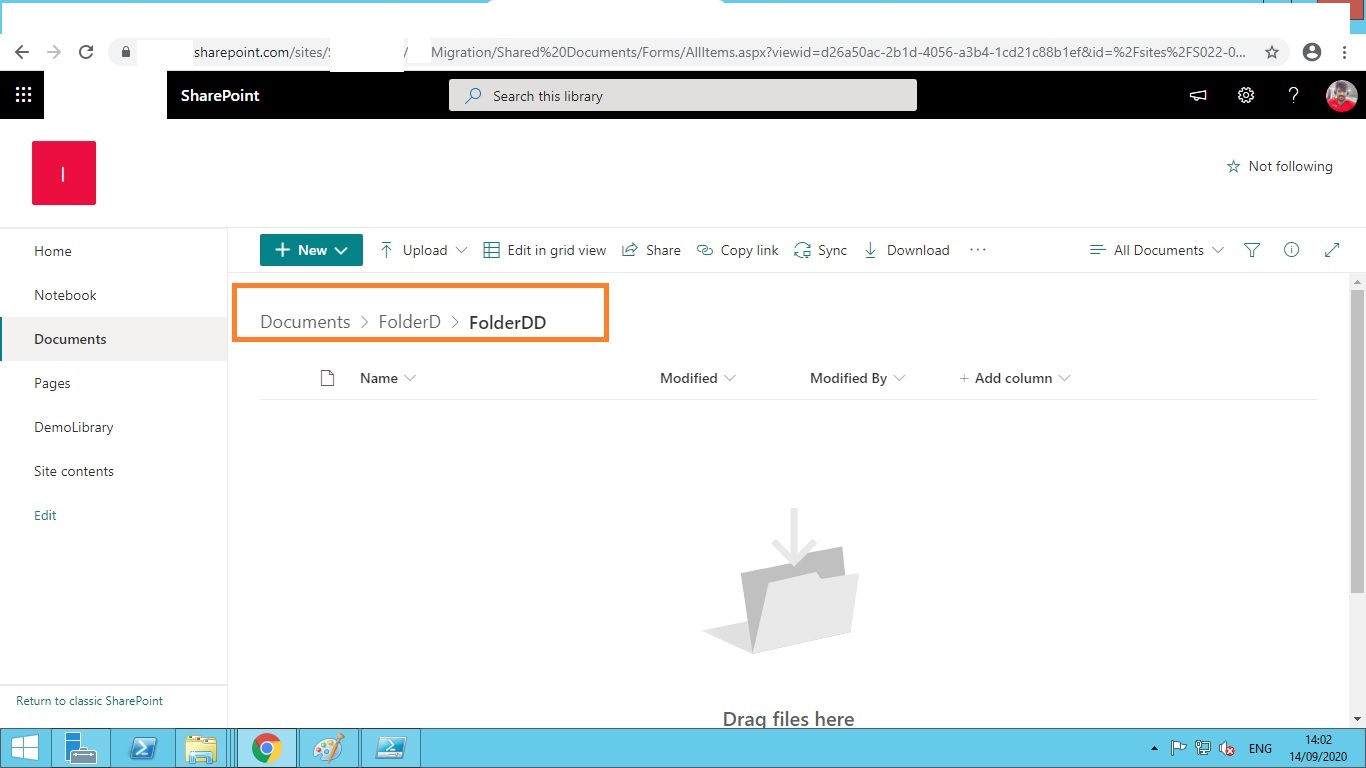 sharepoint.com/sites/
Migration/Shared%20Documents/Forms/AllItems.aspx?viewid=d26a50ac-2b1d-4056-a3b4-1cd21c88b1ef&id=%2Fsites%2FS022-0...
SharePoint
Search this library
?
I
Not following
Home
Notebook
Documents
Pages
DemoLibrary
Site contents
Edit
Return to classic SharePoint
+ New
Upload
Edit in grid view
Share
Copy link
Sync
Download
...
All Documents
Documents > FolderD > FolderDD
Name
Modified
Modified By
+ Add column
Drag files here
ENG
14:02
14/09/2020